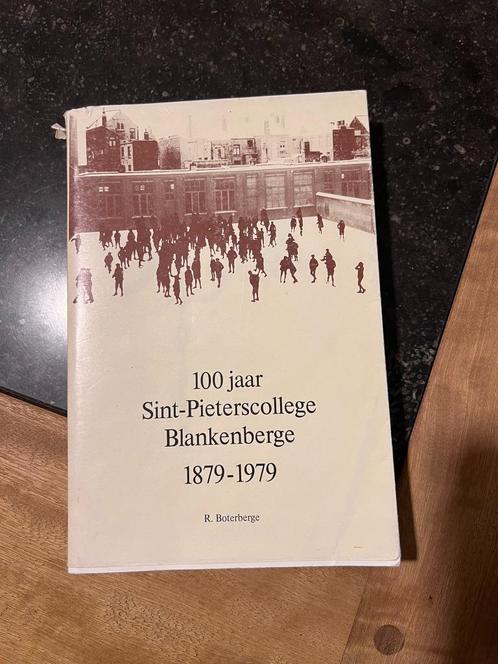 100 jaar
Sint-Pieterscollege
Blankenberge
1879-1979
R. Boterberge